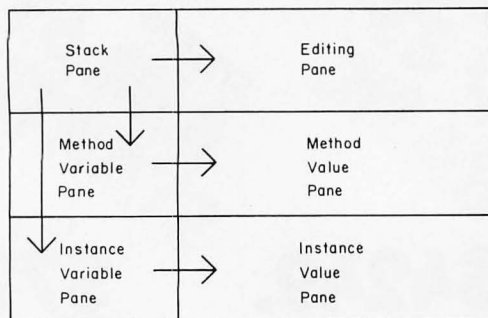 Stack
Pane
Editing
Pane
Method
Variable
Pane
Method
Value
Pane
Instance
Variable
Pane
Instance
Value
Pane